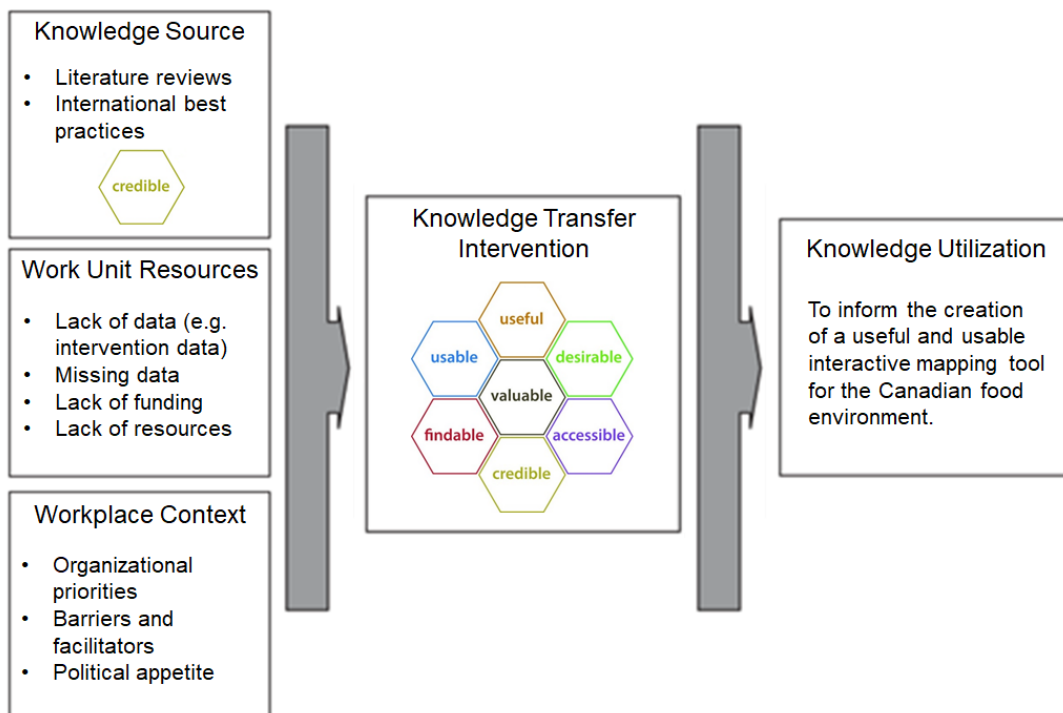 Knowledge Source
• Literature reviews
• International best
practices
credible
Work Unit Resources
• Lack of data (e.g.
intervention data)
• Missing data
• Lack of funding
• Lack of resources
Workplace Context
• Organizational
priorities
• Barriers and
facilitators
• Political appetite
Knowledge Transfer
Intervention
useful
usable
desirable
valuable
findable
accessible
credible
Knowledge Utilization
To inform the creation
of a useful and usable
interactive mapping tool
for the Canadian food
environment.